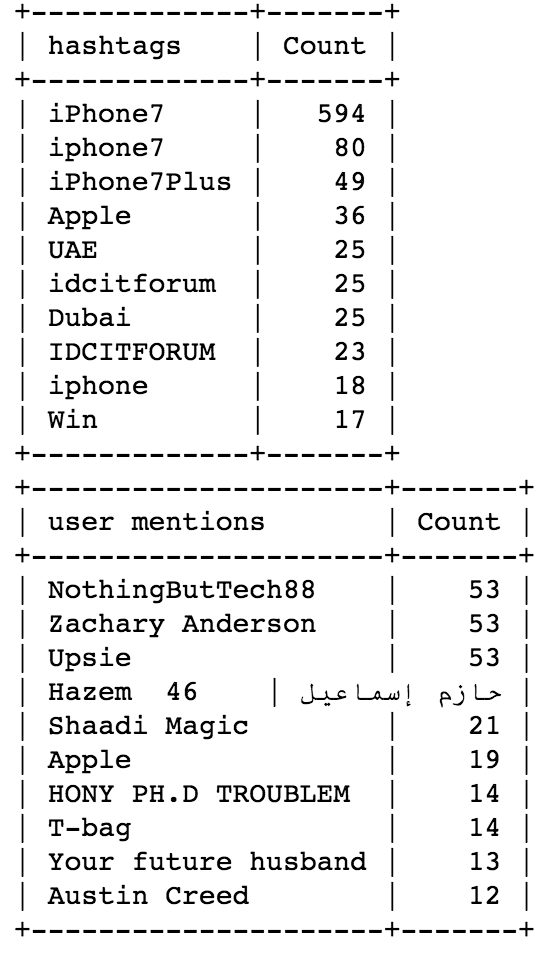 +-------------+-------+
| hashtags    | Count |
+-------------+-------+
| iPhone7     |   594 |
| iphone7     |    80 |
| iPhone7Plus |    49 |
| Apple       |    36 |
| UAE         |    25 |
| idcitforum  |    25 |
| Dubai       |    25 |
| IDCITFORUM  |    23 |
| iphone      |    18 |
| Win         |    17 |
+-------------+-------+
+---------------------+-------+
| user mentions       | Count |
+---------------------+-------+
| NothingButTech88    |    53 |
| Zachary Anderson    |    53 |
| Upsie               |    53 |
| Hazem  46    | حازم إسماعيل |
| Shaadi Magic        |    21 |
| Apple               |    19 |
| HONY PH.D TROUBLEM  |    14 |
| T-bag               |    14 |
| Your future husband |    13 |
| Austin Creed        |    12 |
+---------------------+-------+